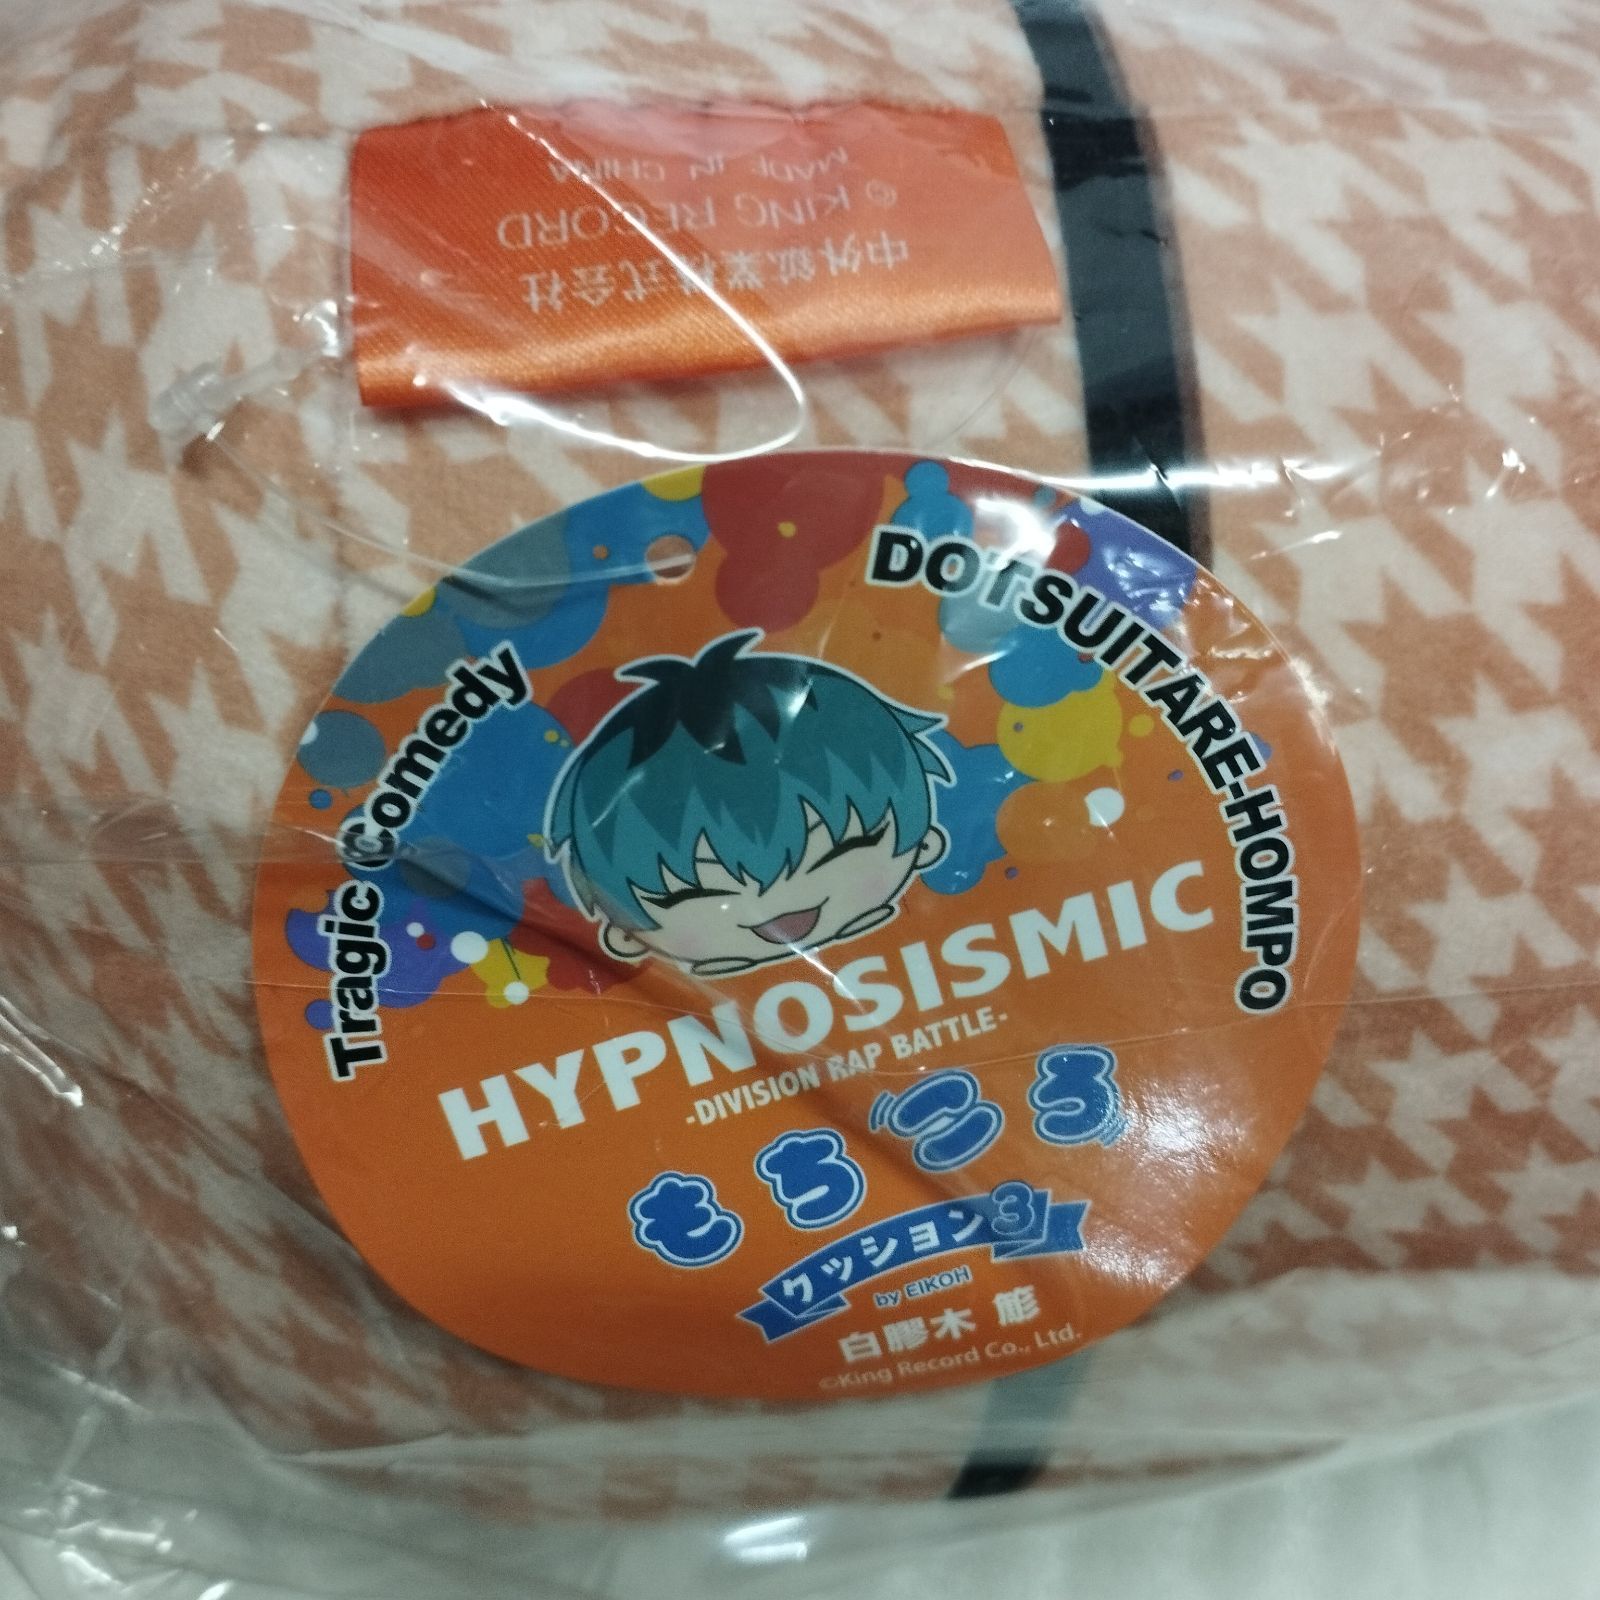 中外鉱業株式会社
© KING RECORD
MADE IN CHINA
Tragic Comedy
DOTSUITARE-HOMPO
HYPNOSISMIC
-DIVISION RAP BATTLE-
もちころ
クッション3
by EIKOH
白膠木 簓
©King Record Co., Ltd.